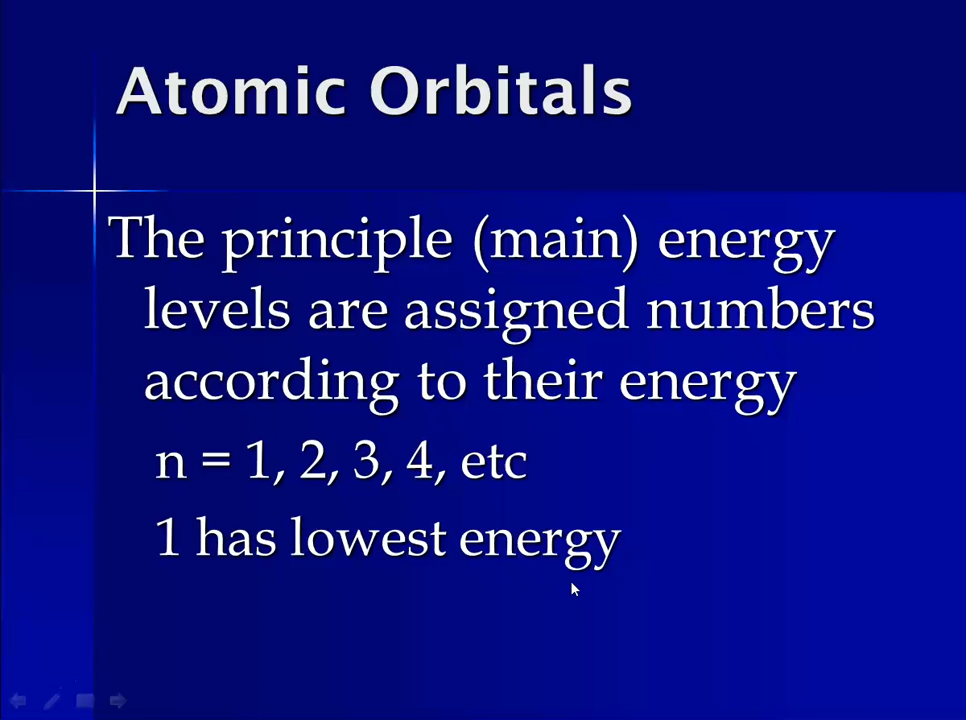 Atomic Orbitals
The principle (main) energy
levels are assigned numbers
according to their energy
n = 1, 2, 3, 4, etc
1 has lowest energy